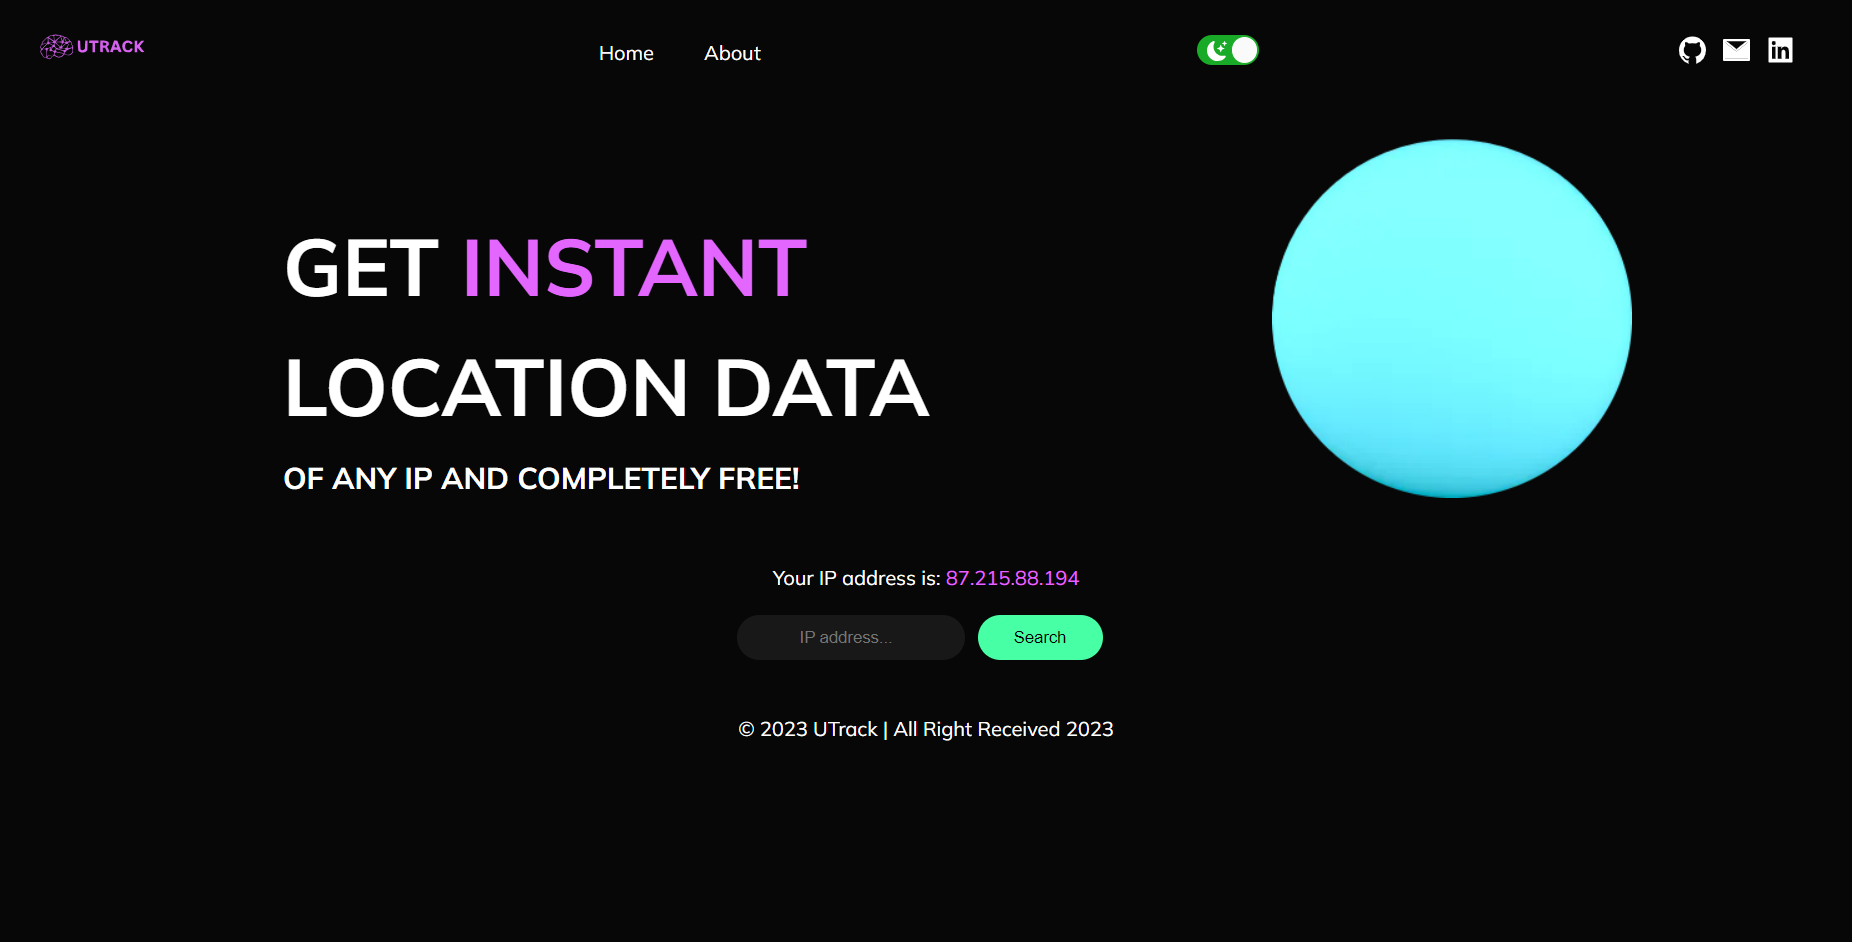 UTRACK
Home
About
GET INSTANT
LOCATION DATA
OF ANY IP AND COMPLETELY FREE!
Your IP address is: 87.215.88.194
IP address...
Search
© 2023 UTrack | All Right Received 2023